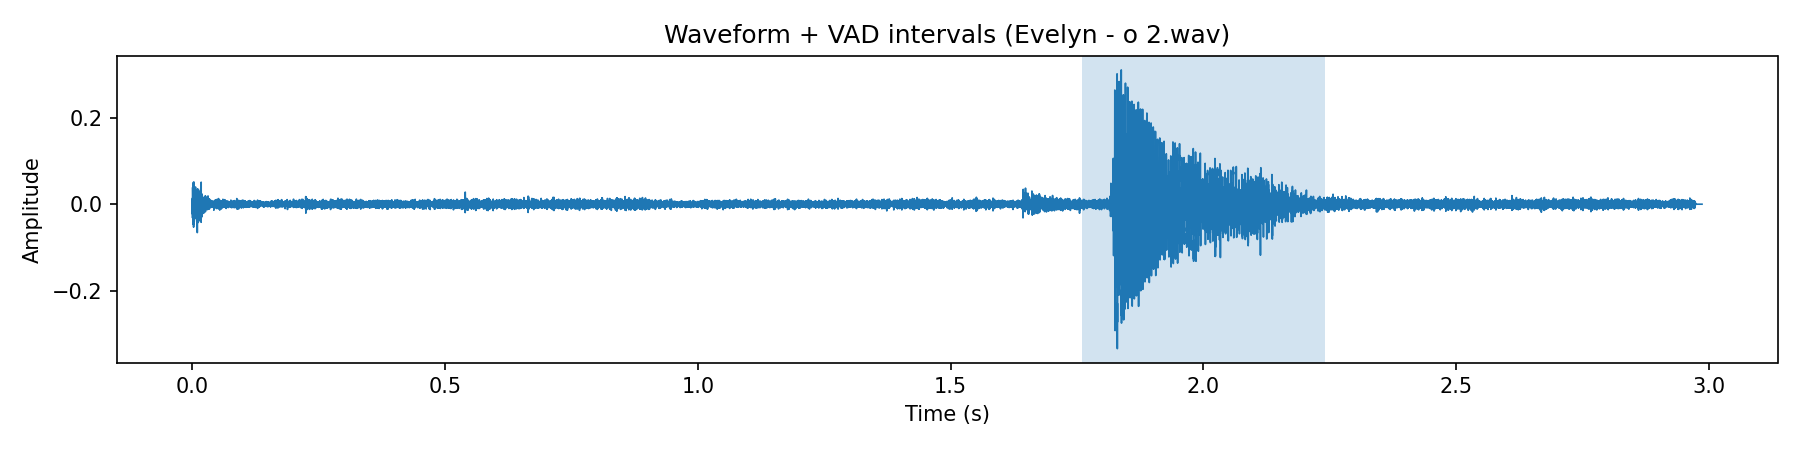 Waveform + VAD intervals (Evelyn - o 2.wav)
Amplitude
0.2
0.0
−0.2
0.0 0.5 1.0 1.5 2.0 2.5 3.0
Time (s)